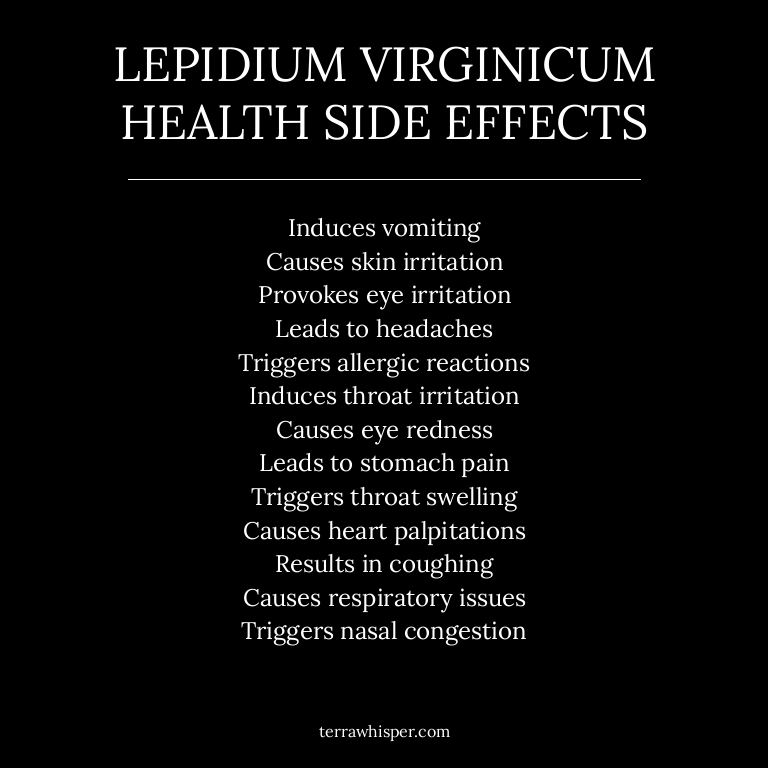 LEPIDIUM VIRGINICUM
HEALTH SIDE EFFECTS
Induces vomiting
Causes skin irritation
Provokes eye irritation
Leads to headaches
Triggers allergic reactions
Induces throat irritation
Causes eye redness
Leads to stomach pain
Triggers throat swelling
Causes heart palpitations
Results in coughing
Causes respiratory issues
Triggers nasal congestion
terrawhisper.com